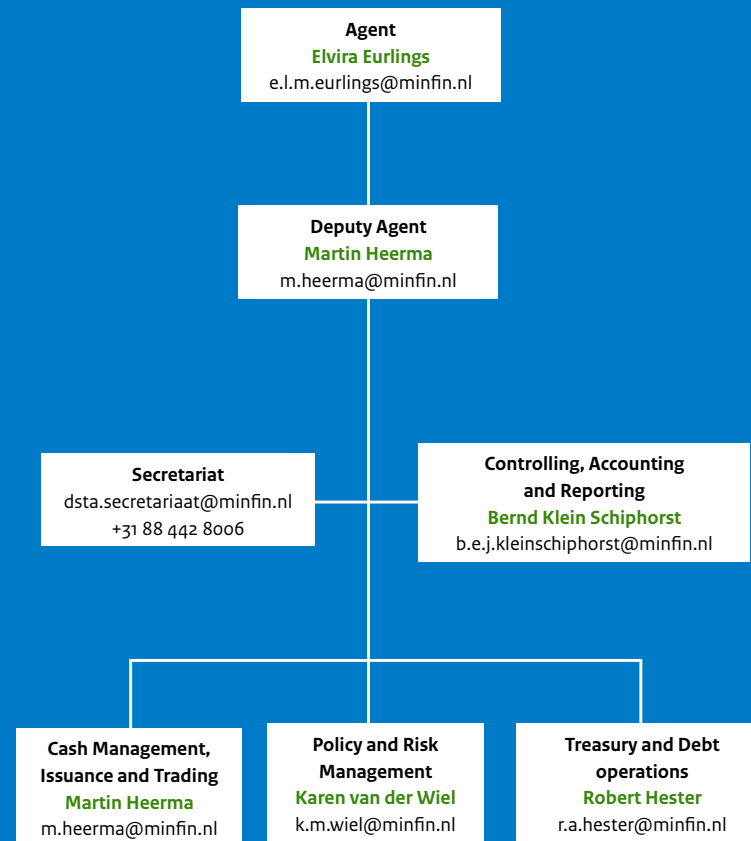 Agent
Elvira Eurlings
e.l.m.eurlings@minfin.nl
Deputy Agent
Martin Heerma
m.heerma@minfin.nl
Secretariat
dsta.secretariaat@minfin.nl
+31 88 442 8006
Controlling, Accounting
and Reporting
Bernd Klein Schiphorst
b.e.j.kleinschiphorst@minfin.nl
Cash Management,
Issuance and Trading
Martin Heerma
m.heerma@minfin.nl
Policy and Risk
Management
Karen van der Wiel
k.m.wiel@minfin.nl
Treasury and Debt
operations
Robert Hester
r.a.hester@minfin.nl